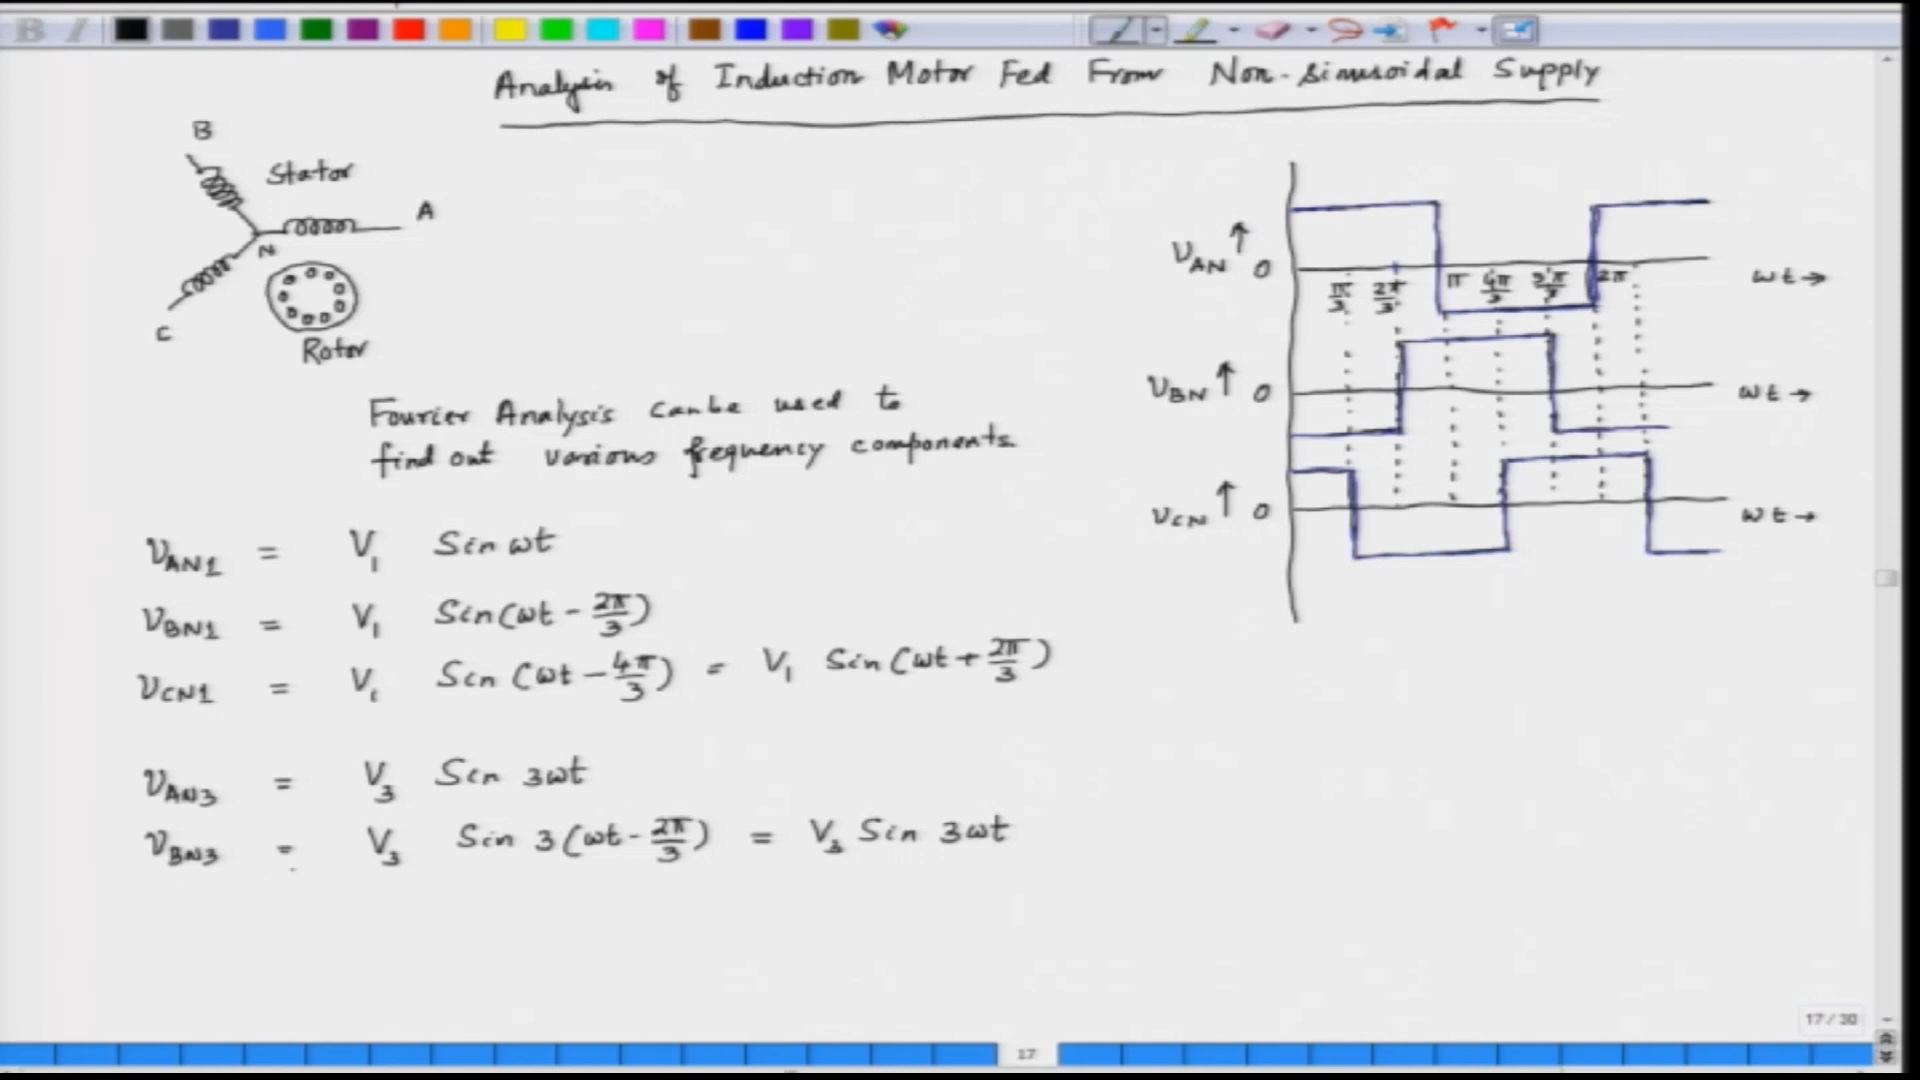 B I
Analysis of Induction Motor Fed From Non-Sinusoidal Supply
B
Stator
A
N
C
Rotor
Fourier Analysis can be used to
find out various frequency components
V_AN1 = V_1 Sin ωt
V_BN1 = V_1 Sin(ωt - 2π/3)
V_CN1 = V_1 Sin (ωt - 4π/3) = V_1 Sin (ωt + 2π/3)
V_AN3 = V_3 Sin 3ωt
V_BN3 = V_3 Sin 3(ωt - 2π/3) = V_3 Sin 3ωt
V_AN ↑ 0
π/3 2π/3 π 4π/3 5π/3 2π
ωt →
V_BN ↑ 0
ωt →
V_CN ↑ 0
ωt →
17 / 30
17